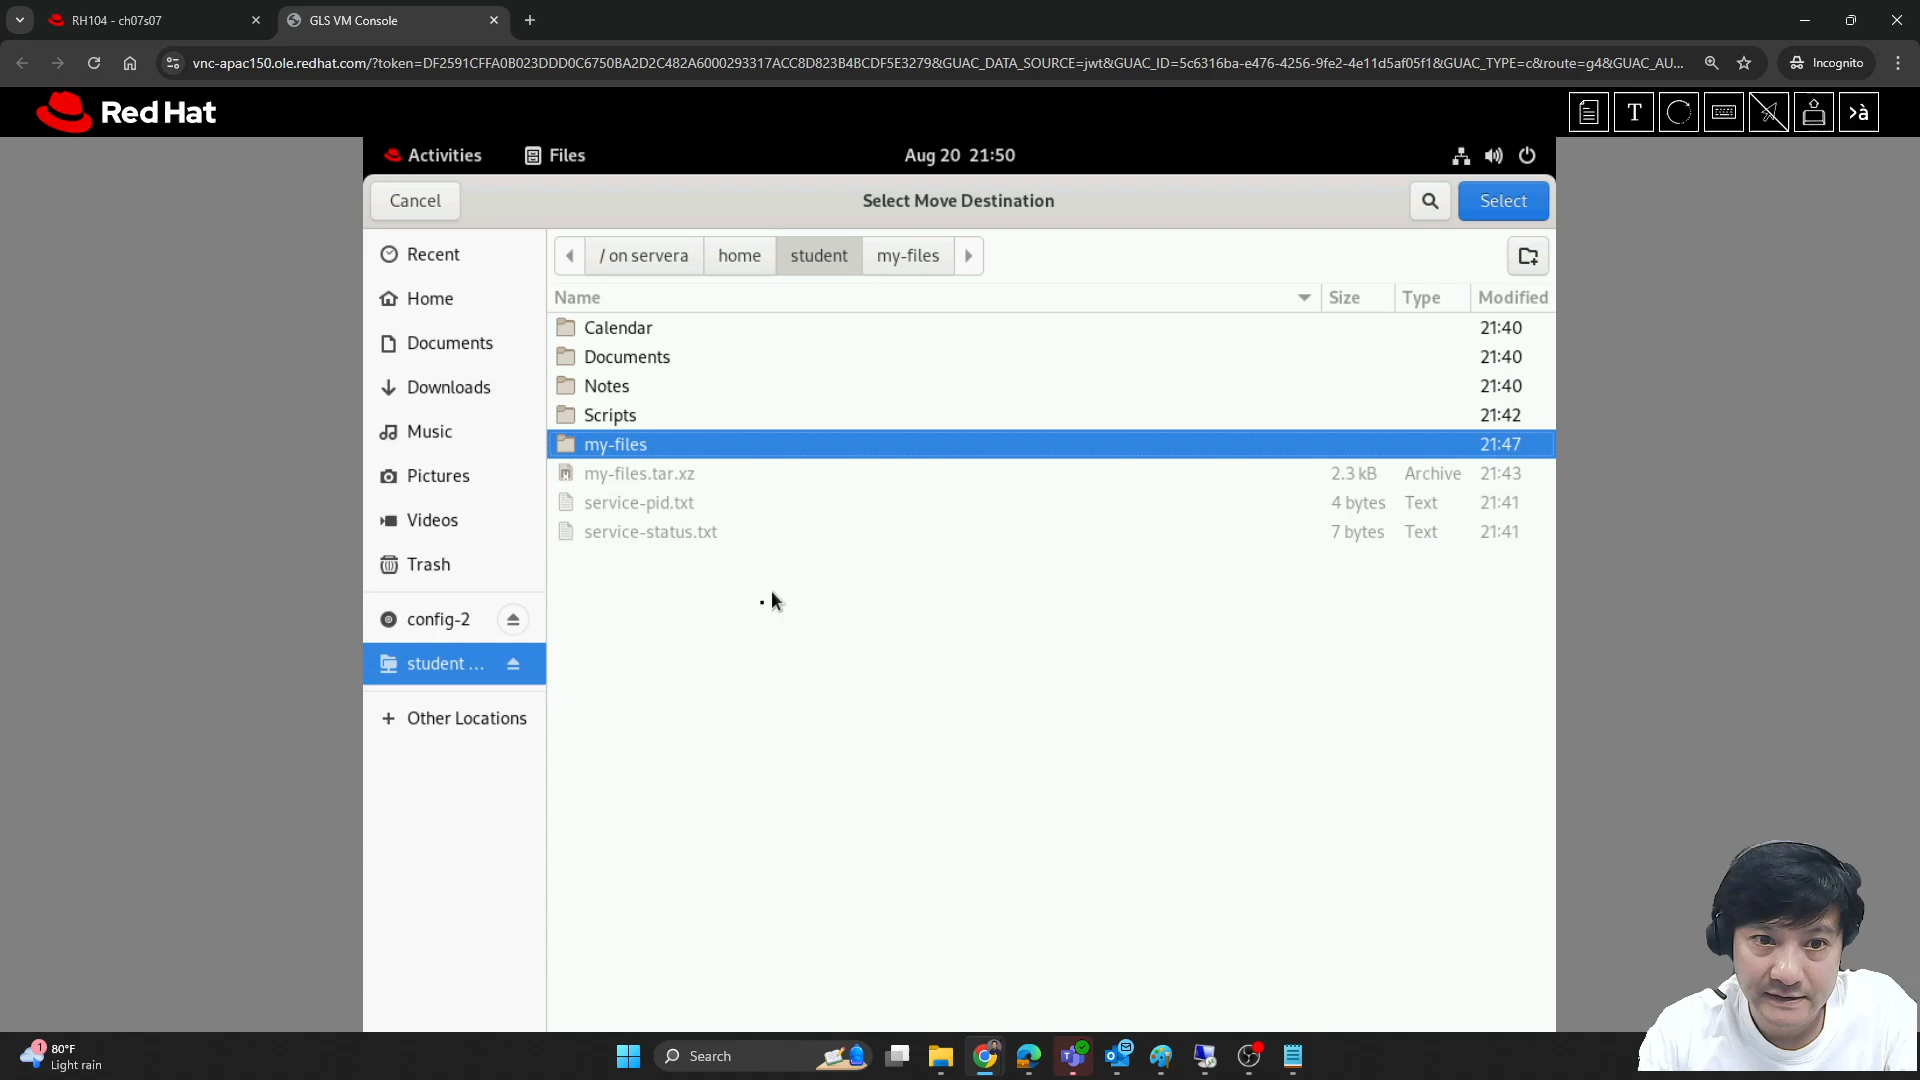 RH104 - ch07s07
GLS VM Console
vnc-apac150.ole.redhat.com/?token=DF2591CFFA0B023DDD0C6750BA2D2C482A6000293317ACC8D823B4BCDF5E3279&GUAC_DATA_SOURCE=jwt&GUAC_ID=5c6316ba-e476-4256-9fe2-4e11d5af05f1&GUAC_TYPE=c&route=g4&GUAC_AU...
Incognito
Red Hat
T
>à
Activities
Files
Aug 20 21:50
Cancel
Select Move Destination
Select
Recent
Home
Documents
Downloads
Music
Pictures
Videos
Trash
config-2
student ...
+ Other Locations
/ on servera
home
student
my-files
Name
Size
Type
Modified
Calendar 21:40
Documents 21:40
Notes 21:40
Scripts 21:42
my-files 21:47
my-files.tar.xz 2.3 kB Archive 21:43
service-pid.txt 4 bytes Text 21:41
service-status.txt 7 bytes Text 21:41
1
80°F
Light rain
Search